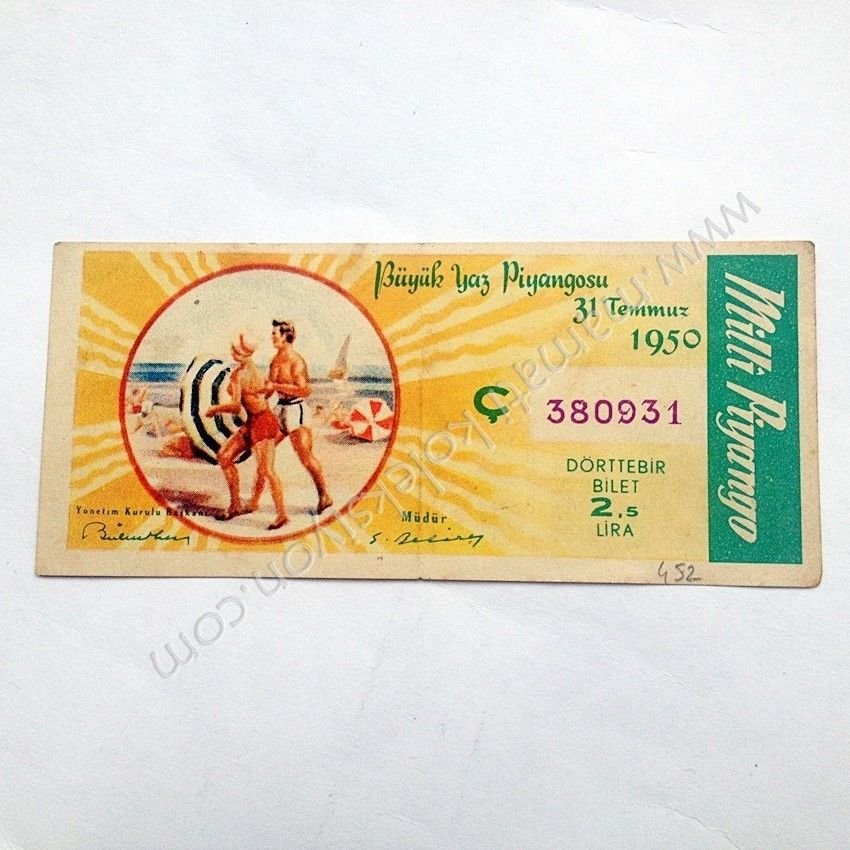 Büyük Yaz Piyangosu
31 Temmuz
1950
Ç 380931
DÖRTTEBİR
BİLET
2,5
LİRA
Yönetim Kurulu Başkanı
Müdür
Milli Piyango
452